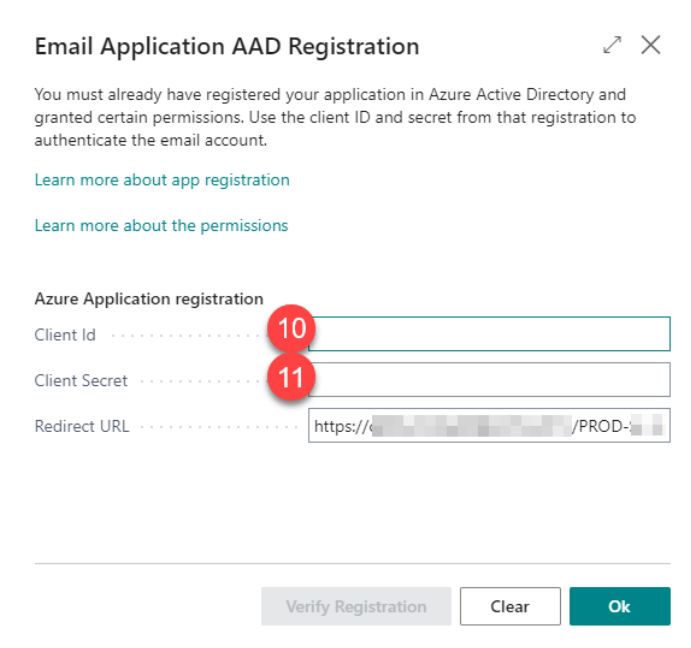 Email Application AAD Registration
You must already have registered your application in Azure Active Directory and
granted certain permissions. Use the client ID and secret from that registration to
authenticate the email account.
Learn more about app registration
Learn more about the permissions
Azure Application registration
Client Id 10
Client Secret 11
Redirect URL https:// /PROD-
Verify Registration Clear Ok